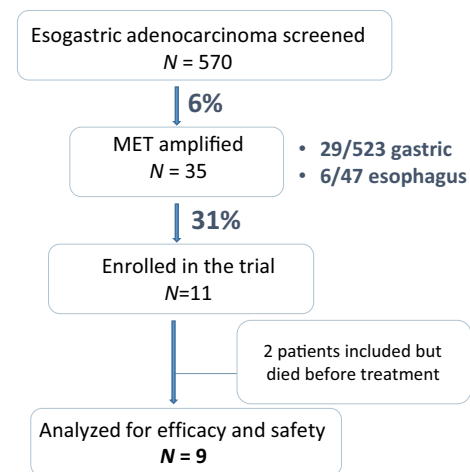 Esogastric adenocarcinoma screened
N = 570
6%
MET amplified
N = 35
• 29/523 gastric
• 6/47 esophagus
31%
Enrolled in the trial
N=11
2 patients included but
died before treatment
Analyzed for efficacy and safety
N = 9